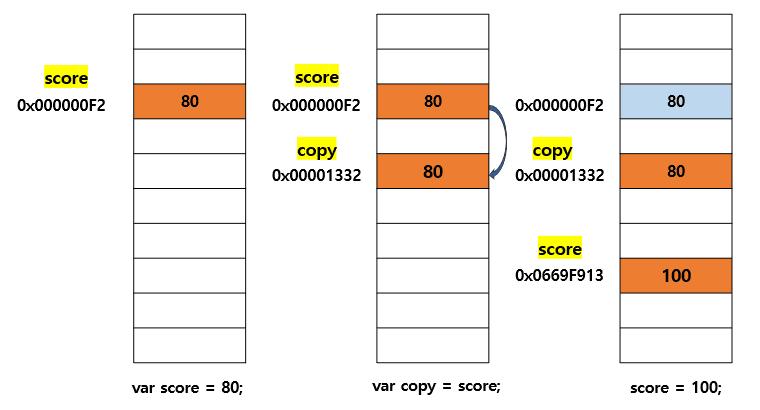 score
0x000000F2
80
var score = 80;
score
0x000000F2
80
copy
0x00001332
80
var copy = score;
0x000000F2
80
copy
0x00001332
80
score
0x0669F913
100
score = 100;